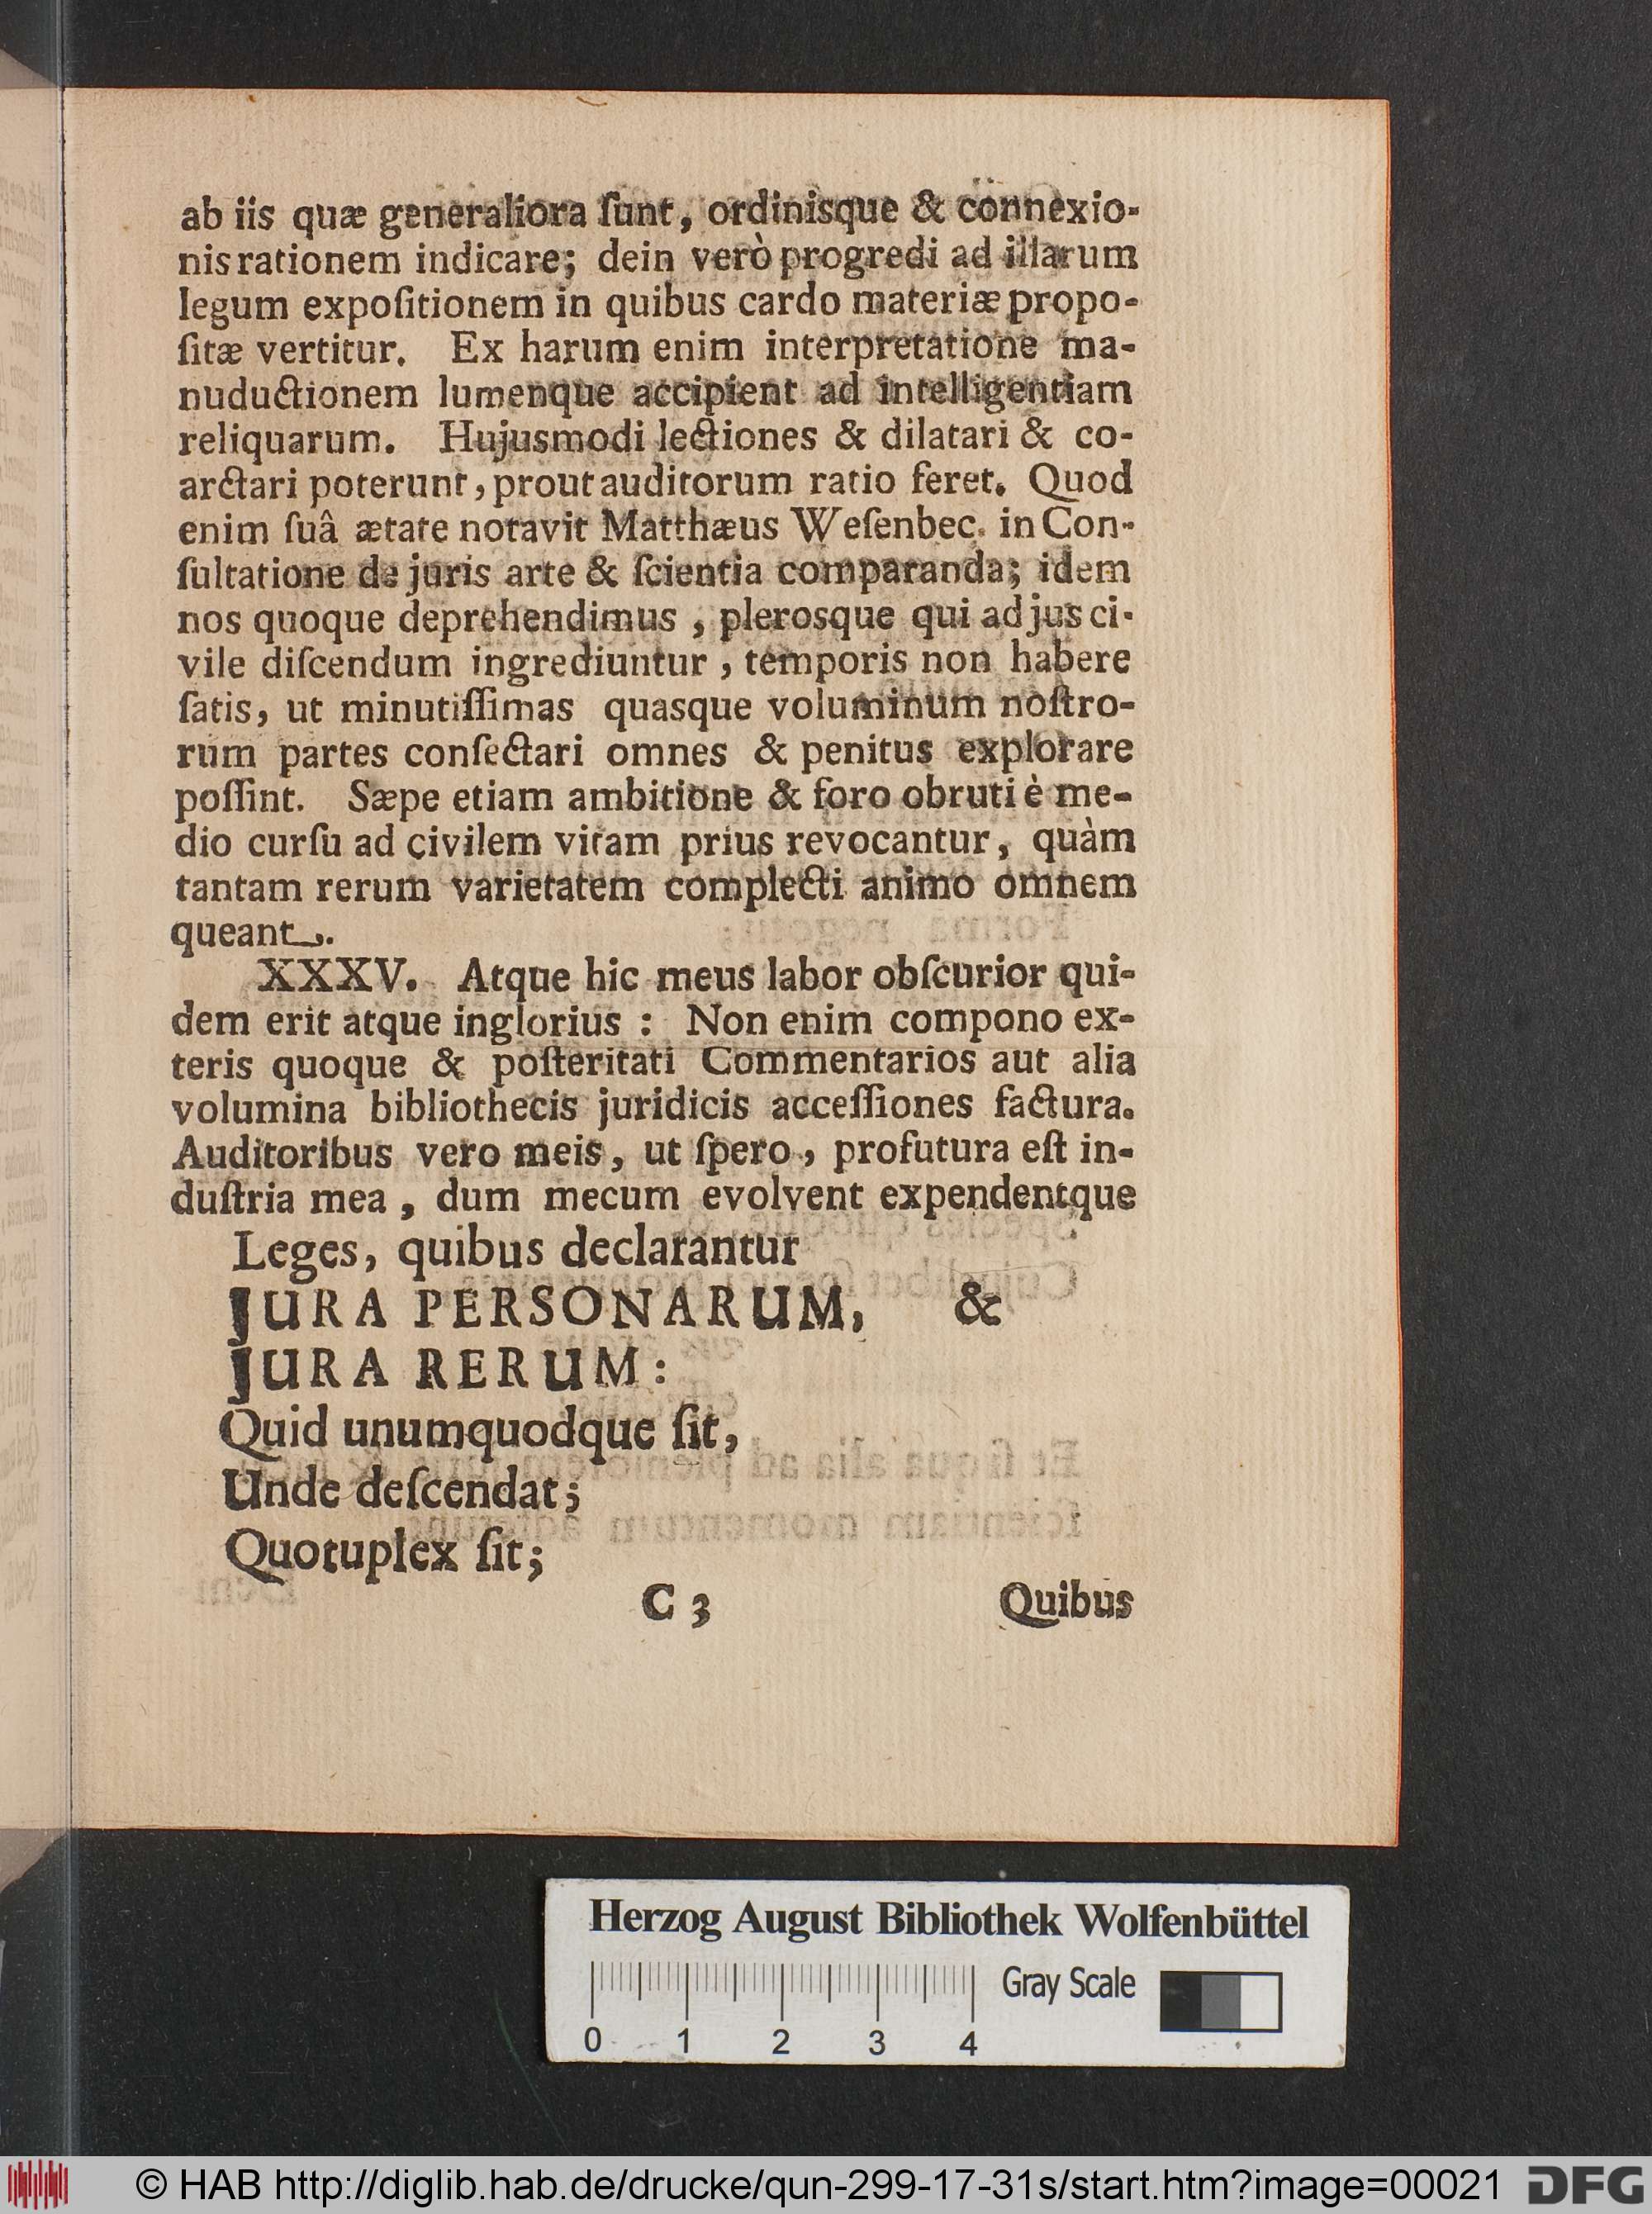 ab iis quæ generaliora ſunt, ordinisque & connexio-
nis rationem indicare; dein verò progredi ad illarum
legum expoſitionem in quibus cardo materiæ propo-
ſitæ vertitur. Ex harum enim interpretatione ma-
nuductionem lumenque accipient ad intelligentiam
reliquarum. Hujusmodi lectiones & dilatari & co-
arctari poterunt, prout auditorum ratio feret. Quod
enim ſuâ ætate notavit Matthæus Weſenbec. in Con-
ſultatione de juris arte & ſcientia comparanda; idem
nos quoque deprehendimus, plerosque qui ad jus ci-
vile diſcendum ingrediuntur, temporis non habere
ſatis, ut minutiſſimas quasque voluminum noſtro-
rum partes conſectari omnes & penitus explorare
poſſint. Sæpe etiam ambitione & foro obruti è me-
dio curſu ad civilem vitam prius revocantur, quàm
tantam rerum varietatem complecti animo omnem
queant.
XXXV. Atque hic meus labor obſcurior qui-
dem erit atque inglorius: Non enim compono ex-
teris quoque & poſteritati Commentarios aut alia
volumina bibliothecis juridicis acceſſiones factura.
Auditoribus vero meis, ut ſpero, profutura eſt in-
duſtria mea, dum mecum evolvent expendentque
Leges, quibus declarantur
JURA PERSONARUM, &
JURA RERUM:
Quid unumquodque ſit,
Unde deſcendat;
Quotuplex ſit;
C 3 Quibus
Herzog August Bibliothek Wolfenbüttel
Gray Scale
0 1 2 3 4
© HAB http://diglib.hab.de/drucke/qun-299-17-31s/start.htm?image=00021 DFG